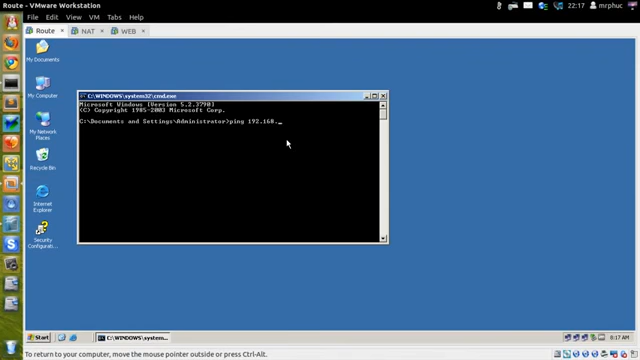 Route - VMware Workstation
22:17
mrphuc
File Edit View VM Tabs Help
Route
NAT
WEB
My Documents
My Computer
My Network
Places
Recycle Bin
Internet
Explorer
Security
Configurati...
C:\WINDOWS\system32\cmd.exe
Microsoft Windows [Version 5.2.3790]
(C) Copyright 1985-2003 Microsoft Corp.
C:\Documents and Settings\Administrator>ping 192.168._
Start
C:\WINDOWS\system...
8:17 AM
To return to your computer, move the mouse pointer outside or press Ctrl-Alt.